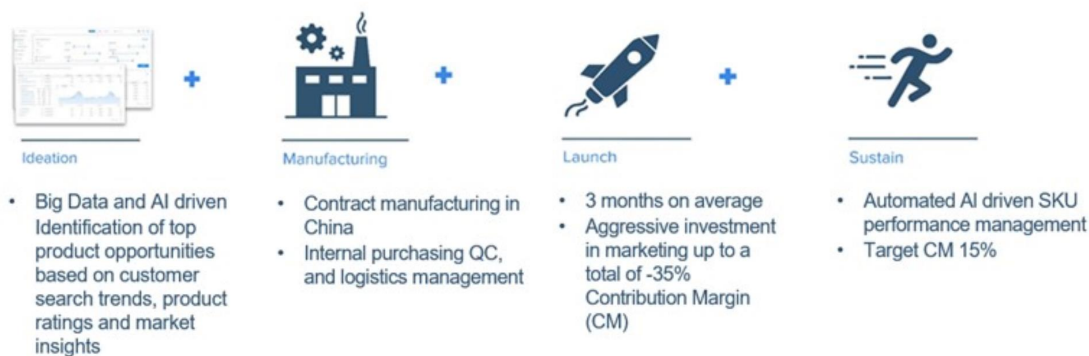 Ideation
• Big Data and AI driven
Identification of top
product opportunities
based on customer
search trends, product
ratings and market
insights
Manufacturing
• Contract manufacturing in
China
• Internal purchasing QC,
and logistics management
Launch
• 3 months on average
• Aggressive investment
in marketing up to a
total of -35%
Contribution Margin
(CM)
Sustain
• Automated AI driven SKU
performance management
• Target CM 15%